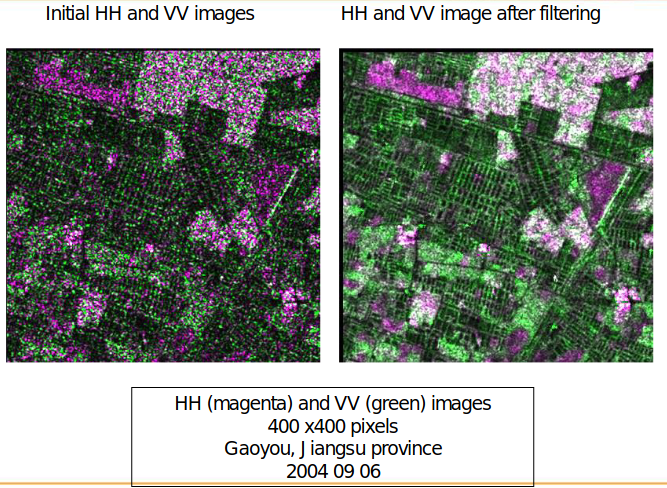 Initial HH and VV images
HH and VV image after filtering
HH (magenta) and VV (green) images
400 x400 pixels
Gaoyou, Jiangsu province
2004 09 06